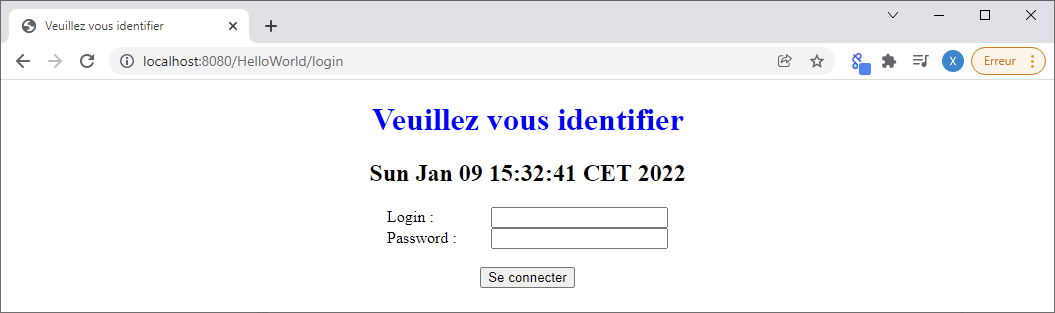 Veuillez vous identifier
localhost:8080/HelloWorld/login
X
Erreur
Veuillez vous identifier
Sun Jan 09 15:32:41 CET 2022
Login :
Password :
Se connecter